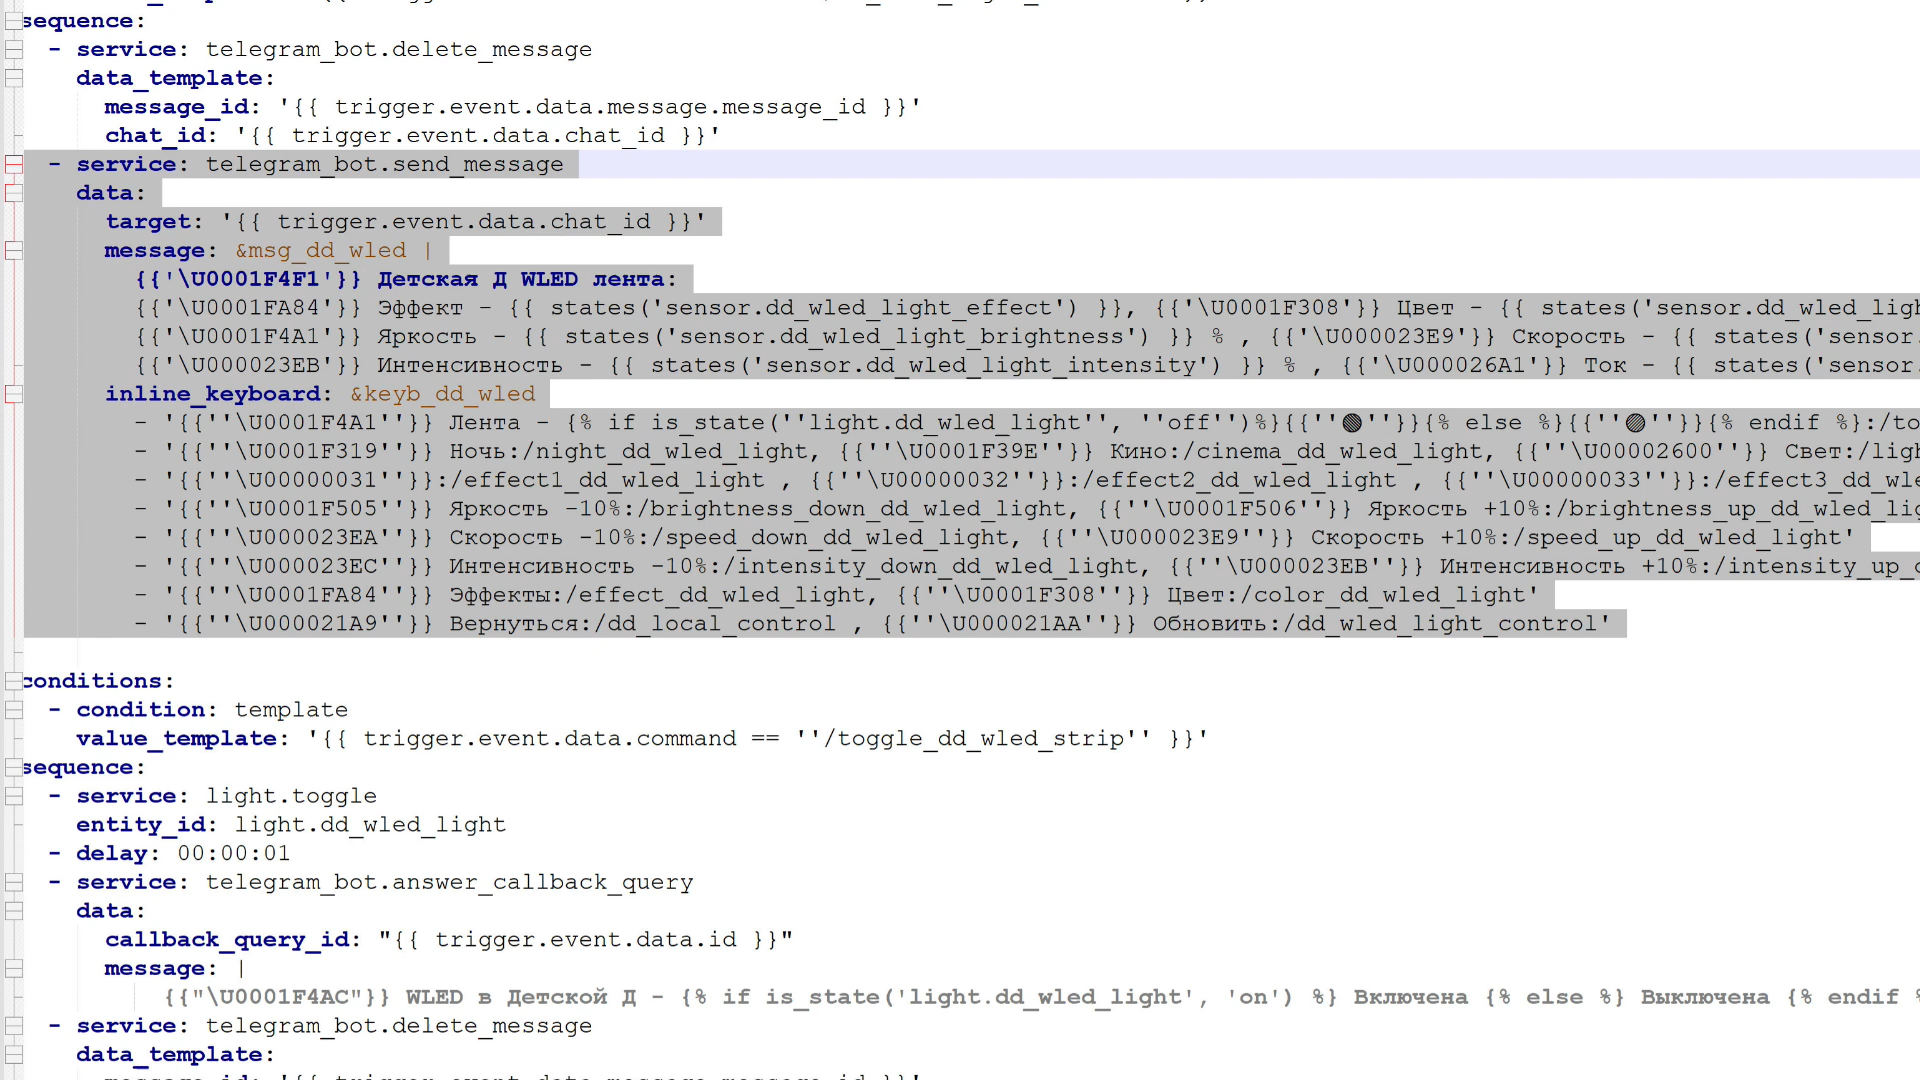 sequence:
- service: telegram_bot.delete_message
data_template:
message_id: '{{ trigger.event.data.message.message_id }}'
chat_id: '{{ trigger.event.data.chat_id }}'
- service: telegram_bot.send_message
data:
target: '{{ trigger.event.data.chat_id }}'
message: &msg_dd_wled |
{{'\U0001F4F1'}} Детская Д WLED лента:
{{'\U0001FA84'}} Эффект - {{ states('sensor.dd_wled_light_effect') }}, {{'\U0001F308'}} Цвет - {{ states('sensor.dd_wled_ligh
{{'\U0001F4A1'}} Яркость - {{ states('sensor.dd_wled_light_brightness') }} % , {{'\U000023E9'}} Скорость - {{ states('sensor.
{{'\U000023EB'}} Интенсивность - {{ states('sensor.dd_wled_light_intensity') }} % , {{'\U000026A1'}} Ток - {{ states('sensor.
inline_keyboard: &keyb_dd_wled
- '{{''\U0001F4A1''}} Лента - {% if is_state(''light.dd_wled_light'', ''off'')%}{{''🟢''}}{% else %}{{''🟡''}}{% endif %}:/to
- '{{''\U0001F319''}} Ночь:/night_dd_wled_light, {{''\U0001F39E''}} Кино:/cinema_dd_wled_light, {{''\U00002600''}} Свет:/ligh
- '{{''\U00000031''}}:/effect1_dd_wled_light , {{''\U00000032''}}:/effect2_dd_wled_light , {{''\U00000033''}}:/effect3_dd_wle
- '{{''\U0001F505''}} Яркость -10%:/brightness_down_dd_wled_light, {{''\U0001F506''}} Яркость +10%:/brightness_up_dd_wled_lig
- '{{''\U000023EA''}} Скорость -10%:/speed_down_dd_wled_light, {{''\U000023E9''}} Скорость +10%:/speed_up_dd_wled_light'
- '{{''\U000023EC''}} Интенсивность -10%:/intensity_down_dd_wled_light, {{''\U000023EB''}} Интенсивность +10%:/intensity_up_d
- '{{''\U0001FA84''}} Эффекты:/effect_dd_wled_light, {{''\U0001F308''}} Цвет:/color_dd_wled_light'
- '{{''\U000021A9''}} Вернуться:/dd_local_control , {{''\U000021AA''}} Обновить:/dd_wled_light_control'
conditions:
- condition: template
value_template: '{{ trigger.event.data.command == ''/toggle_dd_wled_strip'' }}'
sequence:
- service: light.toggle
entity_id: light.dd_wled_light
- delay: 00:00:01
- service: telegram_bot.answer_callback_query
data:
callback_query_id: "{{ trigger.event.data.id }}"
message: |
{{"\U0001F4AC"}} WLED в Детской Д - {% if is_state('light.dd_wled_light', 'on') %} Включена {% else %} Выключена {% endif %
- service: telegram_bot.delete_message
data_template: